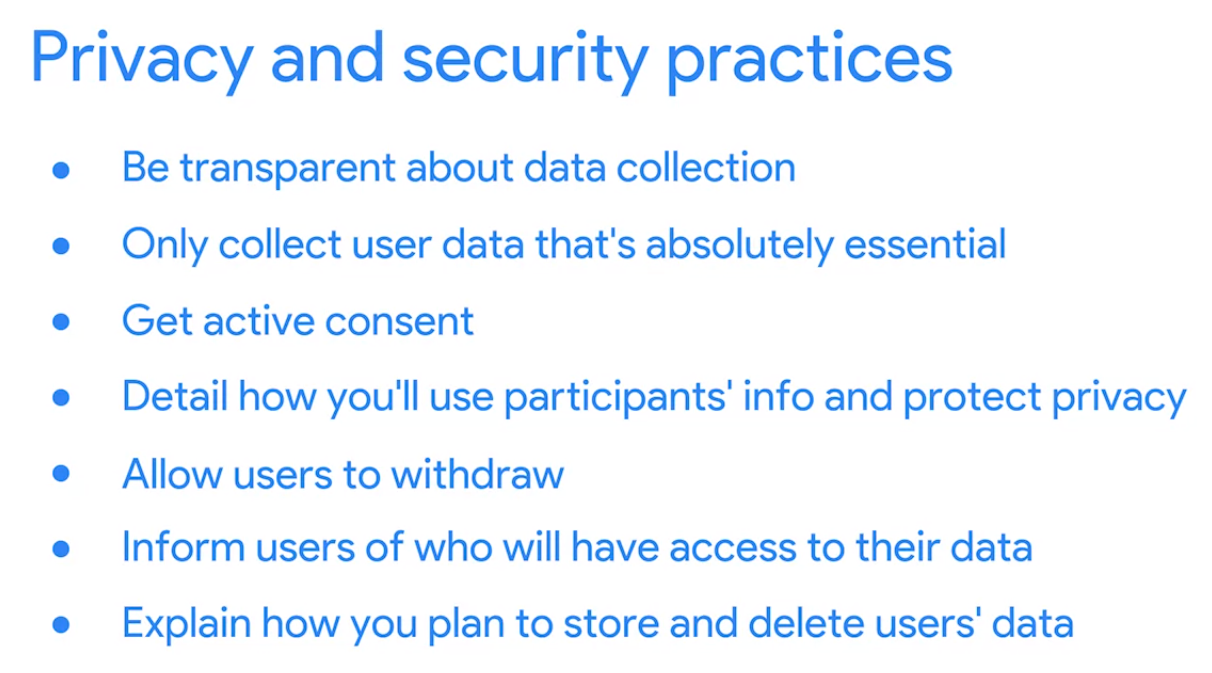 Privacy and security practices
● Be transparent about data collection
● Only collect user data that's absolutely essential
● Get active consent
● Detail how you'll use participants' info and protect privacy
● Allow users to withdraw
● Inform users of who will have access to their data
● Explain how you plan to store and delete users' data